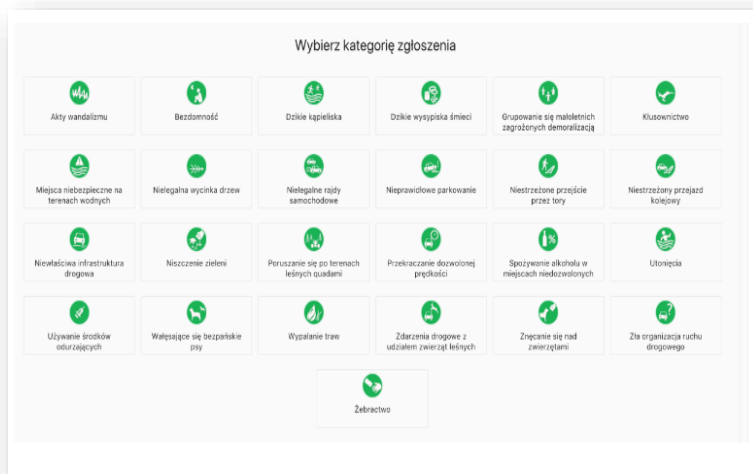 Wybierz kategorię zgłoszenia
Akty wandalizmu
Bezdomność
Dzikie kąpieliska
Dzikie wysypiska śmieci
Grupowanie się małoletnich
zagrożonych demoralizacją
Kłusownictwo
Miejsca niebezpieczne na
terenach wodnych
Nielegalna wycinka drzew
Nielegalne rajdy
samochodowe
Nieprawidłowe parkowanie
Niestrzeżone przejście
przez tory
Niestrzeżony przejazd
kolejowy
Niewłaściwa infrastruktura
drogowa
Niszczenie zieleni
Poruszanie się po terenach
leśnych quadami
Przekraczanie dozwolonej
prędkości
Spożywanie alkoholu w
miejscach niedozwolonych
Utonięcia
Używanie środków
odurzających
Wałęsające się bezpańskie
psy
Wypalanie traw
Zdarzenia drogowe z
udziałem zwierząt leśnych
Znęcanie się nad
zwierzętami
Zła organizacja ruchu
drogowego
Żebractwo